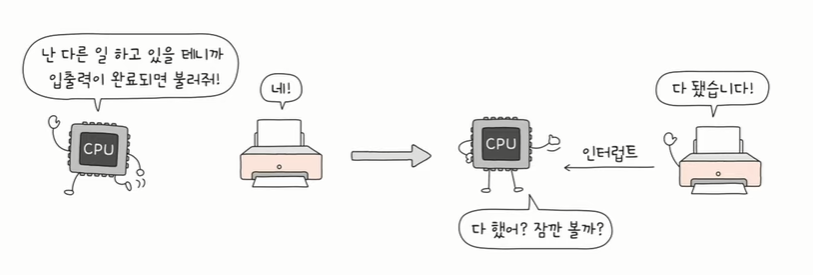 난 다른 일 하고 있을 테니까
입출력이 완료되면 불러줘!
네!
CPU
CPU
인터럽트
다 됐습니다!
다 했어? 잠깐 볼까?